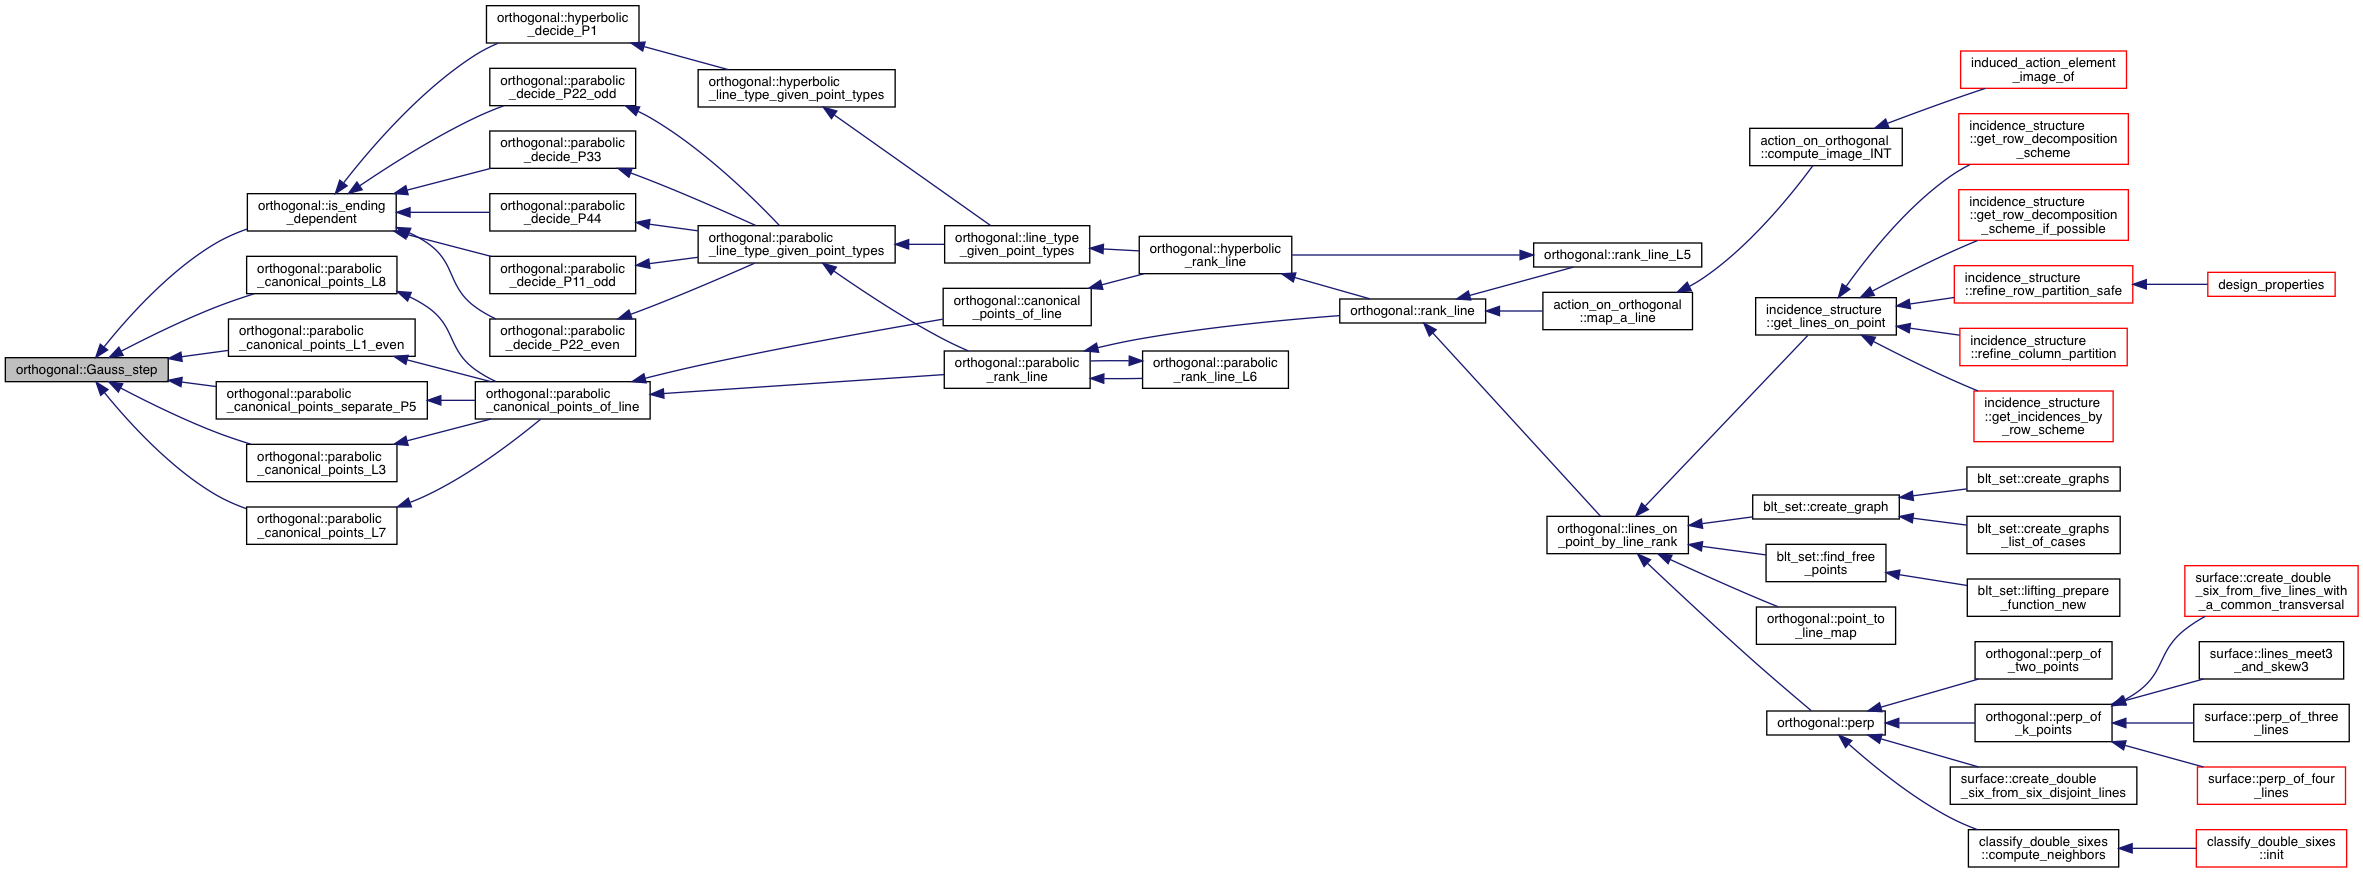 orthogonal::Gauss_step
orthogonal::is_ending
_dependent
orthogonal::parabolic
_canonical_points_L8
orthogonal::parabolic
_canonical_points_L1_even
orthogonal::parabolic
_canonical_points_separate_P5
orthogonal::parabolic
_canonical_points_L3
orthogonal::parabolic
_canonical_points_L7
orthogonal::hyperbolic
_decide_P1
orthogonal::parabolic
_decide_P22_odd
orthogonal::parabolic
_decide_P33
orthogonal::parabolic
_decide_P44
orthogonal::parabolic
_decide_P11_odd
orthogonal::parabolic
_decide_P22_even
orthogonal::parabolic
_canonical_points_of_line
orthogonal::hyperbolic
_line_type_given_point_types
orthogonal::parabolic
_line_type_given_point_types
orthogonal::line_type
_given_point_types
orthogonal::canonical
_points_of_line
orthogonal::parabolic
_rank_line
orthogonal::hyperbolic
_rank_line
orthogonal::parabolic
_rank_line_L6
orthogonal::rank_line
orthogonal::rank_line_L5
action_on_orthogonal
::map_a_line
orthogonal::lines_on
_point_by_line_rank
action_on_orthogonal
::compute_image_INT
incidence_structure
::get_lines_on_point
blt_set::create_graph
blt_set::find_free
_points
orthogonal::point_to
_line_map
orthogonal::perp
induced_action_element
_image_of
incidence_structure
::get_row_decomposition
_scheme
incidence_structure
::get_row_decomposition
_scheme_if_possible
incidence_structure
::refine_row_partition_safe
incidence_structure
::refine_column_partition
incidence_structure
::get_incidences_by
_row_scheme
blt_set::create_graphs
blt_set::create_graphs
_list_of_cases
blt_set::lifting_prepare
_function_new
orthogonal::perp_of
_two_points
orthogonal::perp_of
_k_points
surface::create_double
_six_from_six_disjoint_lines
classify_double_sixes
::compute_neighbors
design_properties
surface::create_double
_six_from_five_lines_with
_a_common_transversal
surface::lines_meet3
_and_skew3
surface::perp_of_three
_lines
surface::perp_of_four
_lines
classify_double_sixes
::init